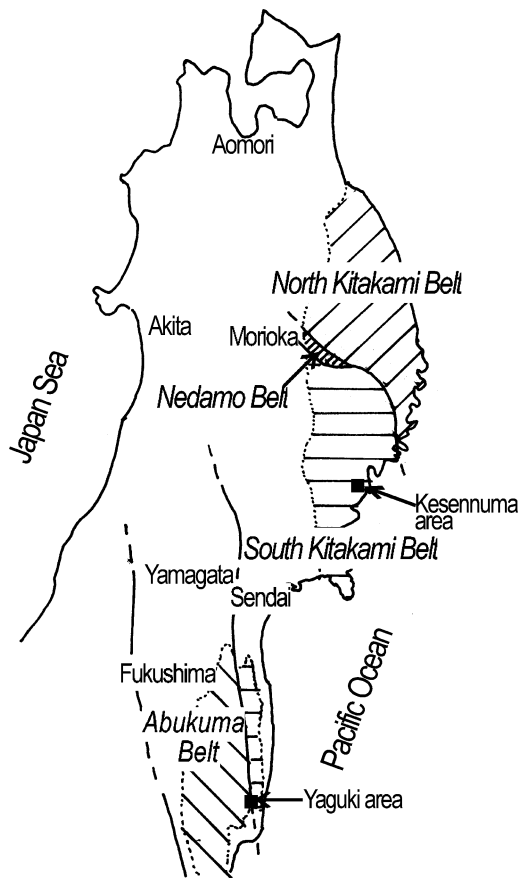 Aomori
North Kitakami Belt
Akita
Morioka
Nedamo Belt
Japan Sea
Kesennuma
area
South Kitakami Belt
Yamagata
Sendai
Fukushima
Pacific Ocean
Abukuma
Belt
Yaguki area